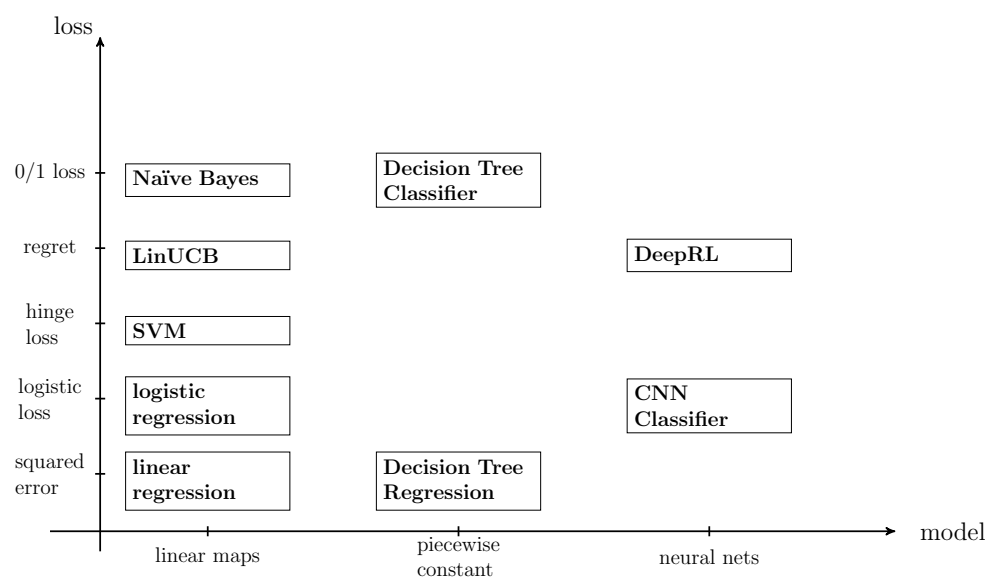 loss
0/1 loss
Naïve Bayes
Decision Tree
Classifier
regret
LinUCB
DeepRL
hinge
loss
SVM
logistic
loss
logistic
regression
CNN
Classifier
squared
error
linear
regression
Decision Tree
Regression
model
linear maps
piecewise
constant
neural nets